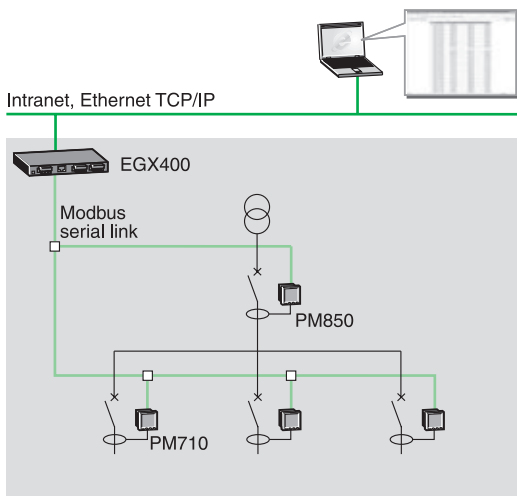 Intranet, Ethernet TCP/IP
EGX400
Modbus
serial link
PM850
PM710